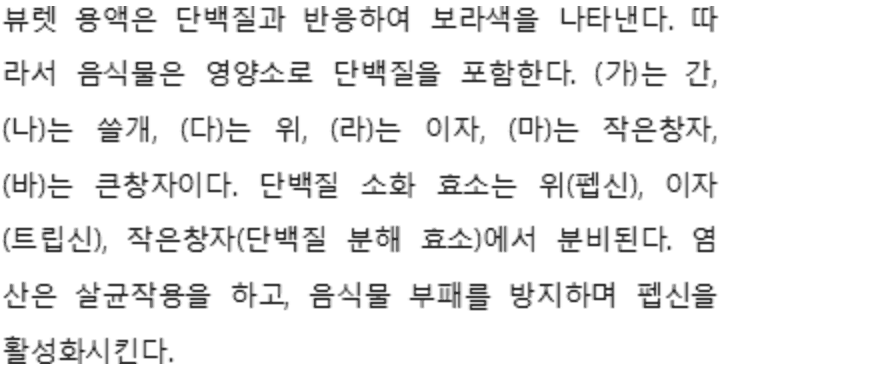 뷰렛 용액은 단백질과 반응하여 보라색을 나타낸다. 따
라서 음식물은 영양소로 단백질을 포함한다. (가)는 간,
(나)는 쓸개, (다)는 위, (라)는 이자, (마)는 작은창자,
(바)는 큰창자이다. 단백질 소화 효소는 위(펩신), 이자
(트립신), 작은창자(단백질 분해 효소)에서 분비된다. 염
산은 살균작용을 하고, 음식물 부패를 방지하며 펩신을
활성화시킨다.